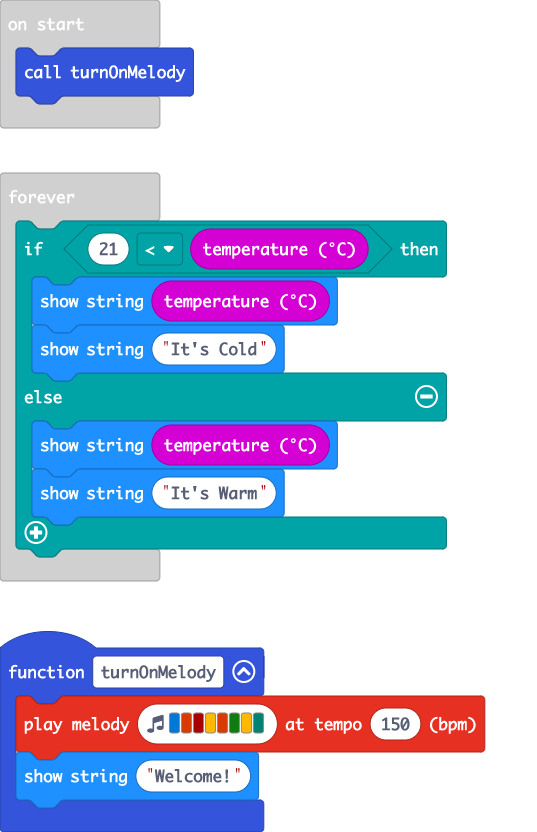 on start
call turnOnMelody
forever
if 21 < temperature (°C) then
show string temperature (°C)
show string "It's Cold"
else
show string temperature (°C)
show string "It's Warm"
function turnOnMelody
play melody at tempo 150 (bpm)
show string "Welcome!"